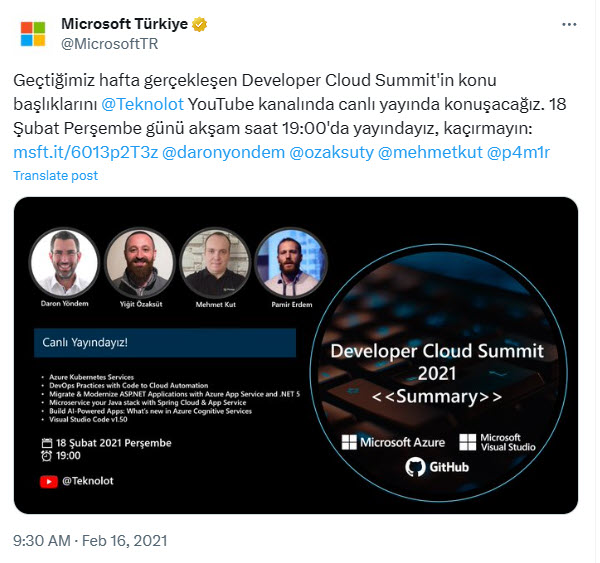 Microsoft Türkiye
@MicrosoftTR
Geçtiğimiz hafta gerçekleşen Developer Cloud Summit'in konu
başlıklarını @Teknolot YouTube kanalında canlı yayında konuşacağız. 18
Şubat Perşembe günü akşam saat 19:00'da yayındayız, kaçırmayın:
msft.it/6013p2T3z @daronyondem @ozaksuty @mehmetkut @p4m1r
Translate post
Daron Yöndem
Yiğit Özaksüt
Mehmet Kut
Pamir Erdem
Canlı Yayındayız!
• Azure Kubernetes Services
• DevOps Practices with Code to Cloud Automation
• Migrate & Modernize ASP.NET Applications with Azure App Service and .NET 5
• Microservice your Java stack with Spring Cloud & App Service
• Build AI-Powered Apps: What's new in Azure Cognitive Services
• Visual Studio Code v1.50
18 Şubat 2021 Perşembe
19:00
@Teknolot
Developer Cloud Summit
2021
<<Summary>>
Microsoft Azure
Microsoft
Visual Studio
GitHub
9:30 AM · Feb 16, 2021